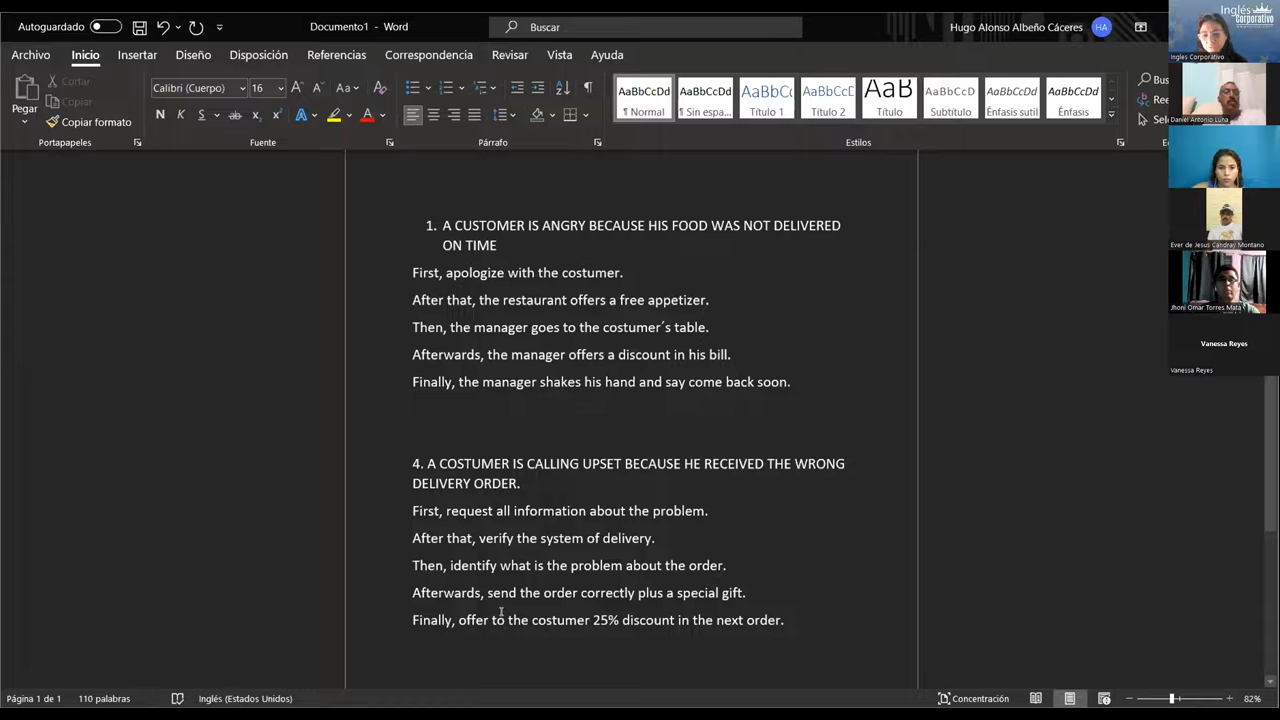 Autoguardado
Documento1 - Word
Buscar
Hugo Alonso Albeño Cáceres
HA
Inglés
Corporativo
Archivo
Inicio
Insertar
Diseño
Disposición
Referencias
Correspondencia
Revisar
Vista
Ayuda
Ingles Corporativo
Pegar
Cortar
Copiar
Copiar formato
Portapapeles
Calibri (Cuerpo)
16
Fuente
Párrafo
AaBbCcDd
¶ Normal
AaBbCcDd
¶ Sin espa...
AaBbCc
Título 1
AaBbCcD
Título 2
AaB
Título
AaBbCcD
Subtítulo
AaBbCcDd
Énfasis sutil
AaBbCcDd
Énfasis
Estilos
Daniel Antonio Luna
1. A CUSTOMER IS ANGRY BECAUSE HIS FOOD WAS NOT DELIVERED
ON TIME
First, apologize with the costumer.
After that, the restaurant offers a free appetizer.
Then, the manager goes to the costumer´s table.
Afterwards, the manager offers a discount in his bill.
Finally, the manager shakes his hand and say come back soon.
4. A COSTUMER IS CALLING UPSET BECAUSE HE RECEIVED THE WRONG
DELIVERY ORDER.
First, request all information about the problem.
After that, verify the system of delivery.
Then, identify what is the problem about the order.
Afterwards, send the order correctly plus a special gift.
Finally, offer to the costumer 25% discount in the next order.
Ever de Jesus Candray Montano
Jhoni Omar Torres Mata
Vanessa Reyes
Vanessa Reyes
Página 1 de 1
110 palabras
Inglés (Estados Unidos)
Concentración
82%